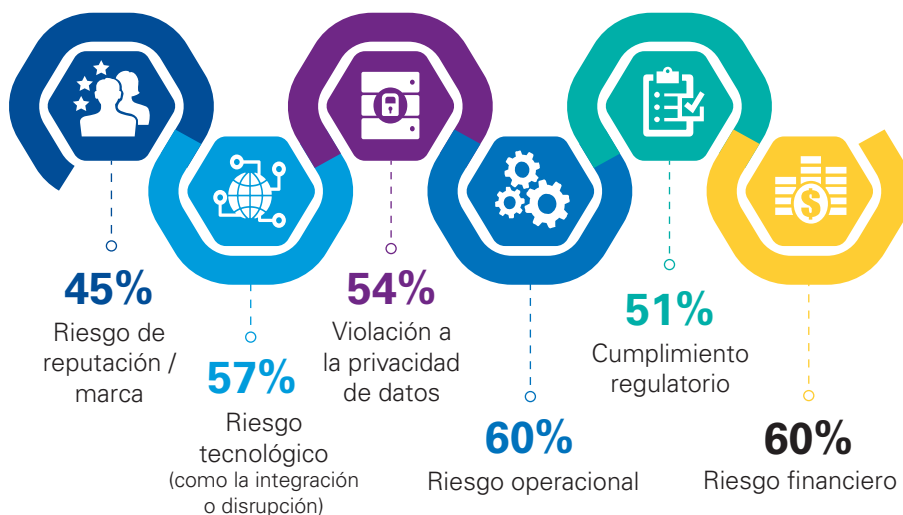 45%
Riesgo de
reputación /
marca
57%
Riesgo
tecnológico
(como la integración
o disrupción)
54%
Violación a
la privacidad
de datos
60%
Riesgo operacional
51%
Cumplimiento
regulatorio
$
60%
Riesgo financiero